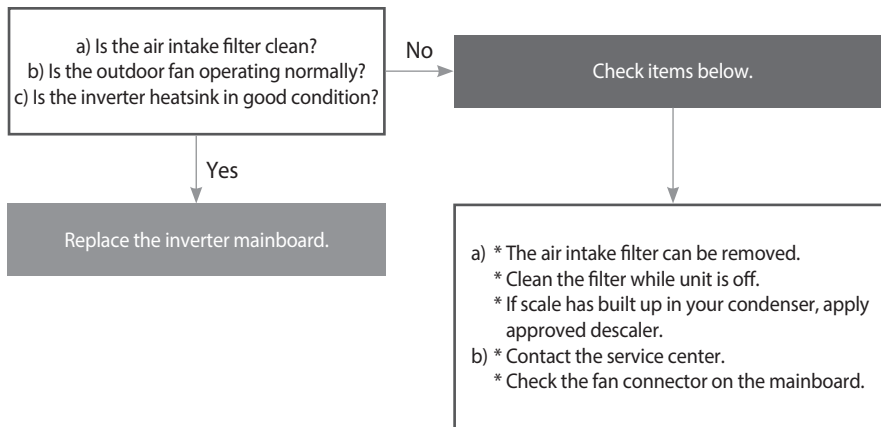 a) Is the air intake filter clean?
b) Is the outdoor fan operating normally?
c) Is the inverter heatsink in good condition?
No
Check items below.
Yes
Replace the inverter mainboard.
a) * The air intake filter can be removed.
* Clean the filter while unit is off.
* If scale has built up in your condenser, apply
approved descaler.
b) * Contact the service center.
* Check the fan connector on the mainboard.